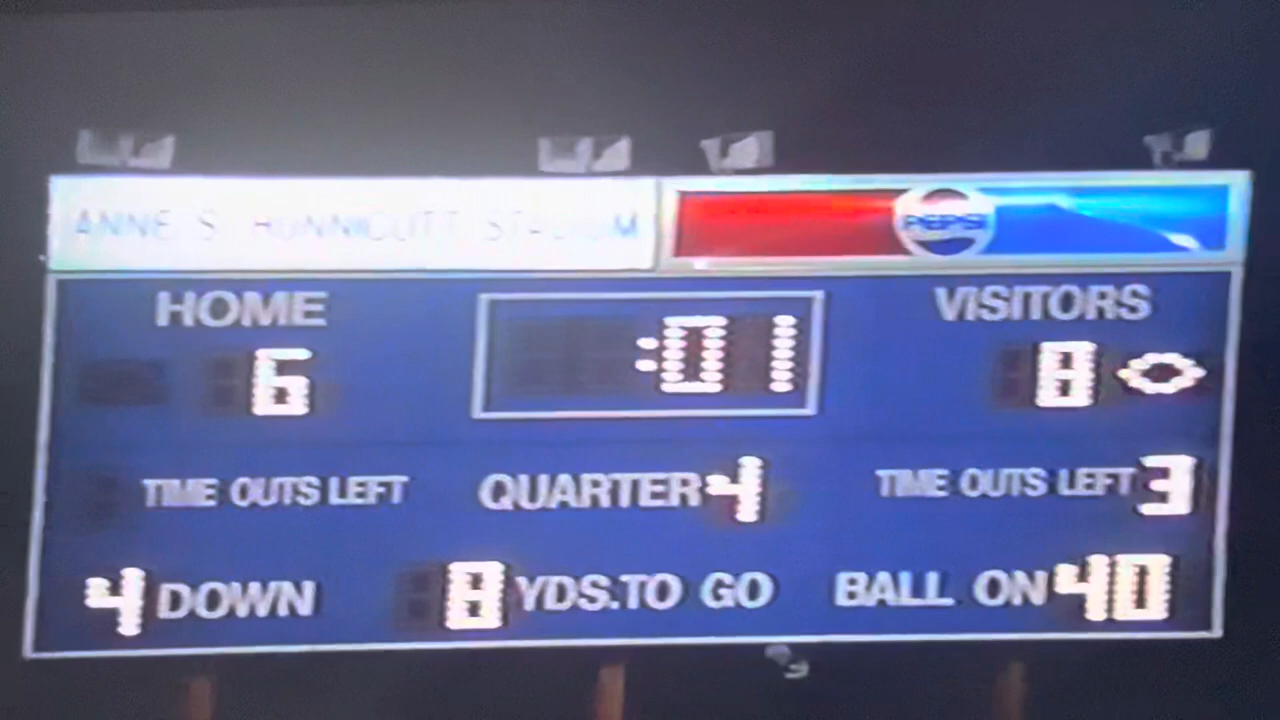 ANNE S. HUNNICUTT STADIUM
PEPSI
HOME
VISITORS
6
:01
8
TIME OUTS LEFT
QUARTER 4
TIME OUTS LEFT 3
4 DOWN
8 YDS.TO GO
BALL ON 40